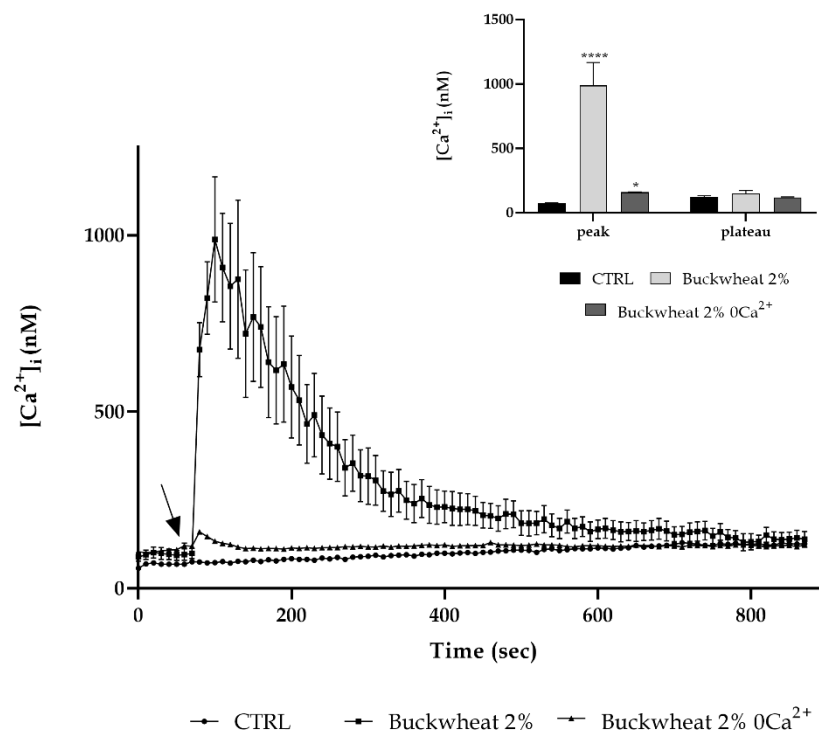 1500
1000
500
0
[Ca²⁺]ᵢ (nM)
****
*
peak
plateau
CTRL
Buckwheat 2%
Buckwheat 2% 0Ca²⁺
1000
500
0
[Ca²⁺]ᵢ (nM)
0 200 400 600 800
Time (sec)
CTRL Buckwheat 2% Buckwheat 2% 0Ca²⁺